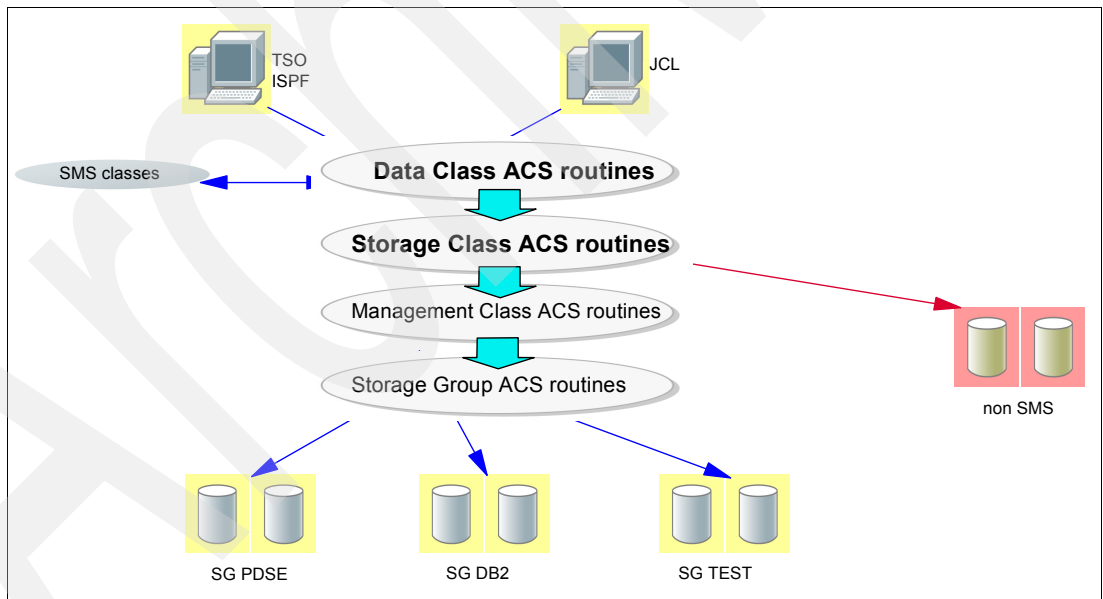 TSO
ISPF
JCL
SMS classes
Data Class ACS routines
Storage Class ACS routines
Management Class ACS routines
Storage Group ACS routines
non SMS
SG PDSE
SG DB2
SG TEST